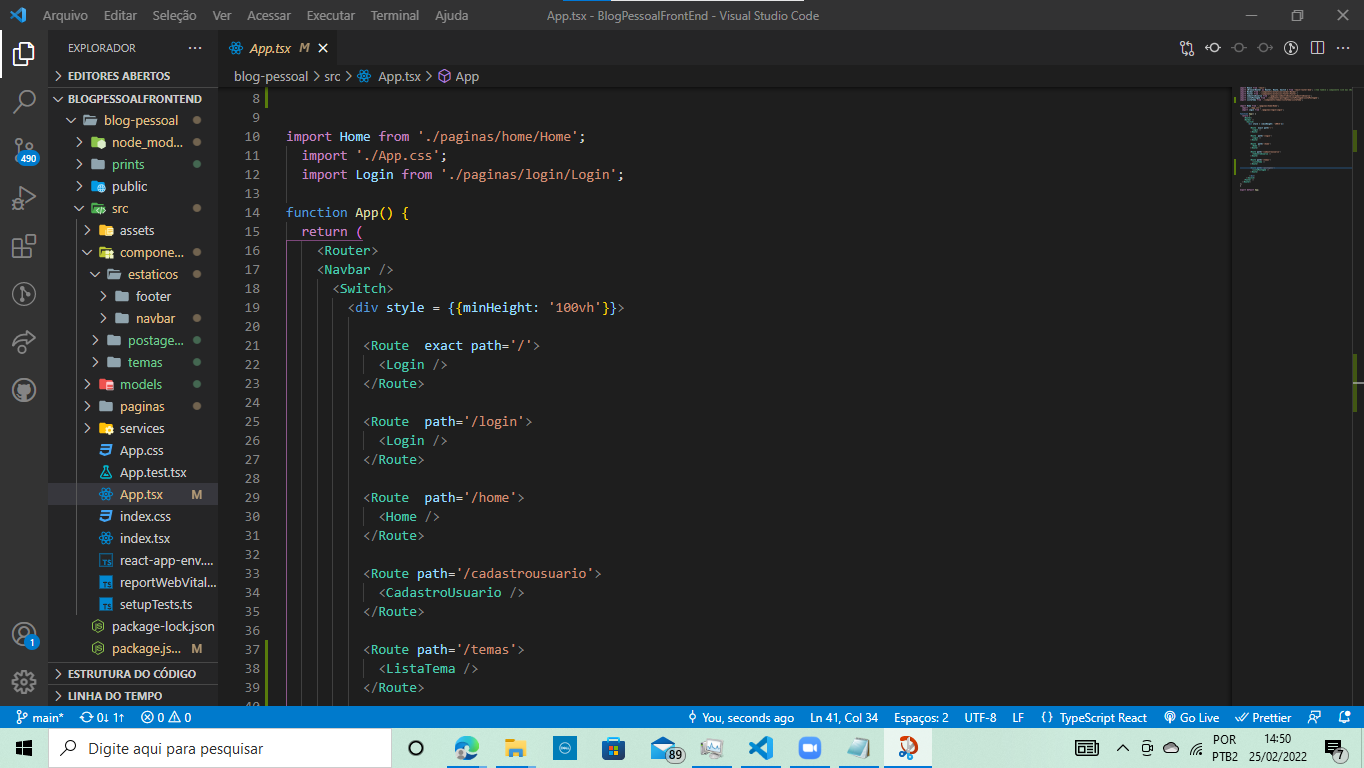 Arquivo Editar Seleção Ver Acessar Executar Terminal Ajuda App.tsx - BlogPessoalFrontEnd - Visual Studio Code
EXPLORADOR ...
App.tsx M
EDITORES ABERTOS
BLOGPESSOALFRONTEND
blog-pessoal
node_mod...
prints
public
src
assets
compone...
estaticos
footer
navbar
postage...
temas
models
paginas
services
App.css
App.test.tsx
App.tsx M
index.css
index.tsx
react-app-env....
reportWebVital...
setupTests.ts
package-lock.json
package.js... M
ESTRUTURA DO CÓDIGO
LINHA DO TEMPO
490
1
blog-pessoal > src > App.tsx > App
8
9
10 import Home from './paginas/home/Home';
11 import './App.css';
12 import Login from './paginas/login/Login';
13
14 function App() {
15 return (
16 <Router>
17 <Navbar />
18 <Switch>
19 <div style = {{minHeight: '100vh'}}>
20
21 <Route  exact path='/'>
22 <Login />
23 </Route>
24
25 <Route  path='/login'>
26 <Login />
27 </Route>
28
29 <Route  path='/home'>
30 <Home />
31 </Route>
32
33 <Route path='/cadastrousuario'>
34 <CadastroUsuario />
35 </Route>
36
37 <Route path='/temas'>
38 <ListaTema />
39 </Route>
main* 0↓ 1↑ 0 0 You, seconds ago Ln 41, Col 34 Espaços: 2 UTF-8 LF {} TypeScript React Go Live Prettier
Digite aqui para pesquisar
89
POR
PTB2
14:50
25/02/2022
7